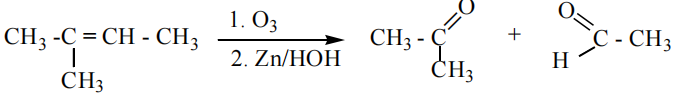 CH₃ -C = CH - CH₃
CH₃
1. O₃
2. Zn/HOH
CH₃ - C
O
CH₃
+
O
H
C - CH₃